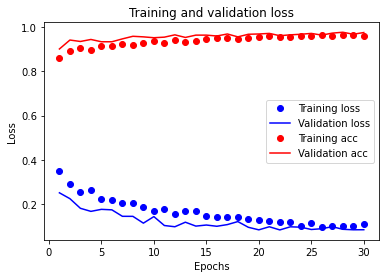 Training and validation loss
Loss
1.0
0.8
0.6
0.4
0.2
Training loss
Validation loss
Training acc
Validation acc
0 5 10 15 20 25 30
Epochs